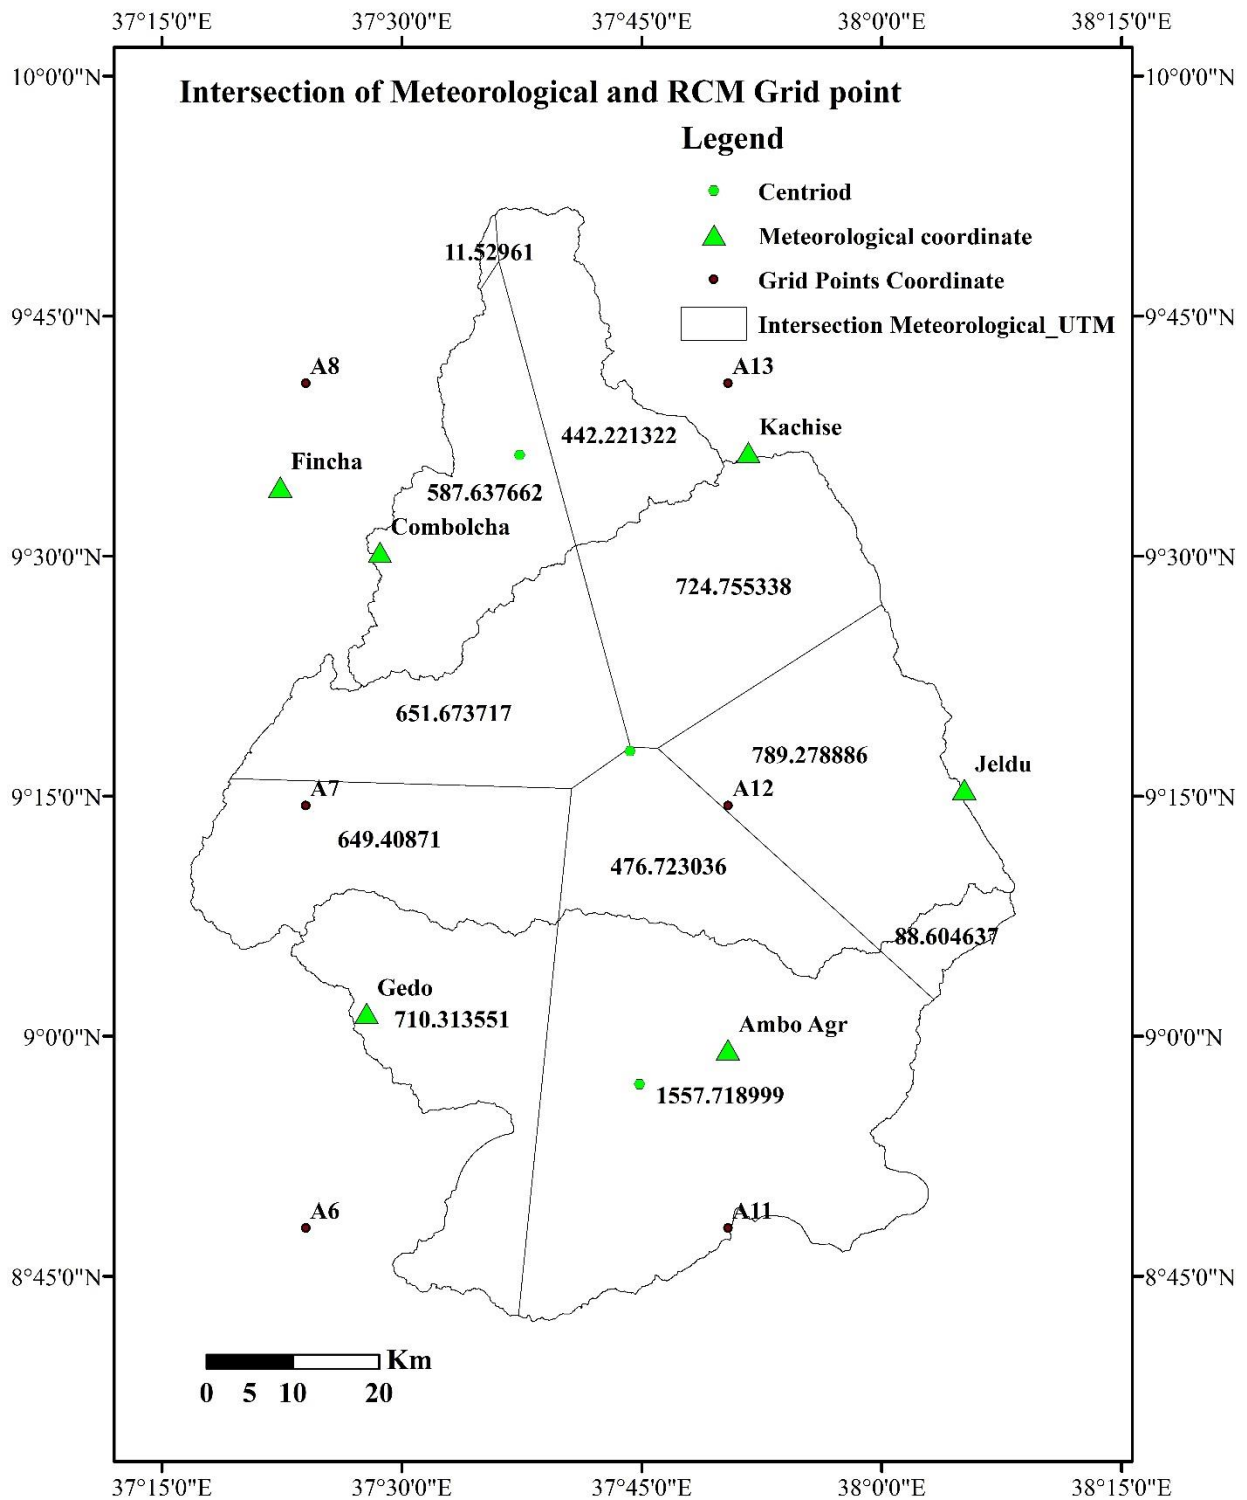 37°15'0"E 37°30'0"E 37°45'0"E 38°0'0"E 38°15'0"E
10°0'0"N 10°0'0"N
Intersection of Meteorological and RCM Grid point
Legend
Centriod
Meteorological coordinate
Grid Points Coordinate
Intersection Meteorological_UTM
11.52961
9°45'0"N 9°45'0"N
A8 A13
Kachise
442.221322
Fincha
587.637662
Combolcha
9°30'0"N 9°30'0"N
724.755338
651.673717
789.278886
Jeldu
A7 A12
9°15'0"N 9°15'0"N
649.40871
476.723036
88.604637
Gedo
710.313551
Ambo Agr
9°0'0"N 9°0'0"N
1557.718999
A6 A11
8°45'0"N 8°45'0"N
Km
0 5 10 20
37°15'0"E 37°30'0"E 37°45'0"E 38°0'0"E 38°15'0"E